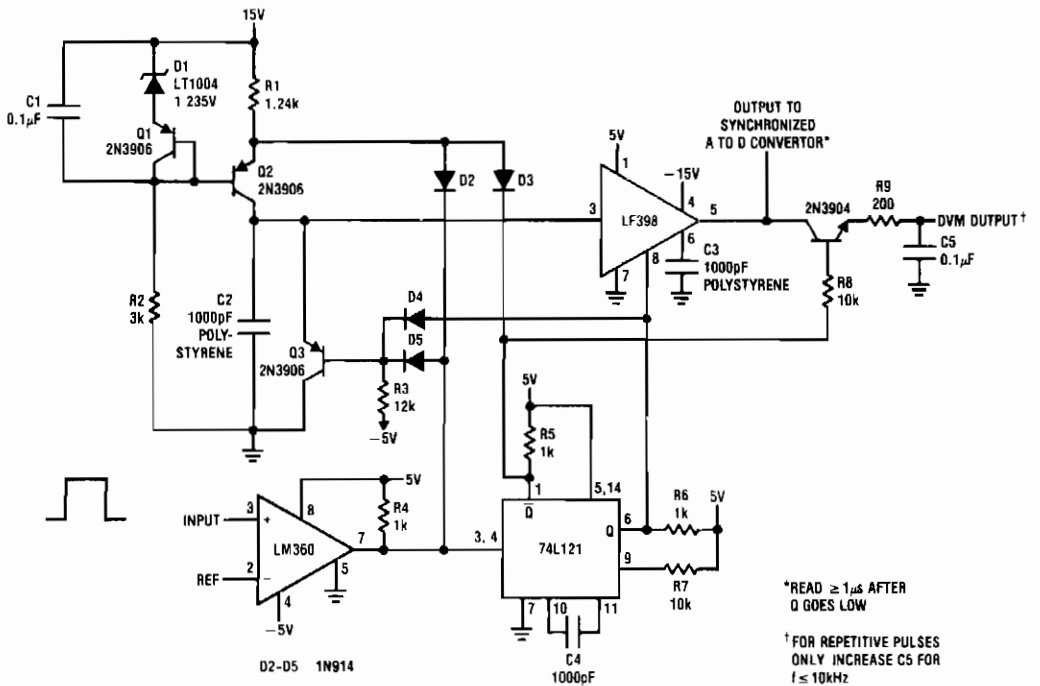 15V
C1
0.1µF
D1
LT1004
1 235V
R1
1.24k
Q1
2N3906
Q2
2N3906
D2
D3
5V
1
-15V
4
3
LF398
5
6
7
8
C3
1000pF
POLYSTYRENE
OUTPUT TO
SYNCHRONIZED
A TO D CONVERTOR*
2N3904
R9
200
DVM OUTPUT†
C5
0.1µF
R8
10k
R2
3k
C2
1000pF
POLY-
STYRENE
Q3
2N3906
D4
D5
R3
12k
-5V
5V
R5
1k
1
5,14
Q̅
INPUT
3
+
8
5V
R4
1k
LM360
7
3, 4
74L121
Q
6
R6
1k
5V
REF
2
−
5
4
-5V
9
R7
10k
7
10
11
C4
1000pF
D2-D5 1N914
*READ ≥ 1µs AFTER
Q GOES LOW
† FOR REPETITIVE PULSES
ONLY INCREASE C5 FOR
f ≤ 10kHz